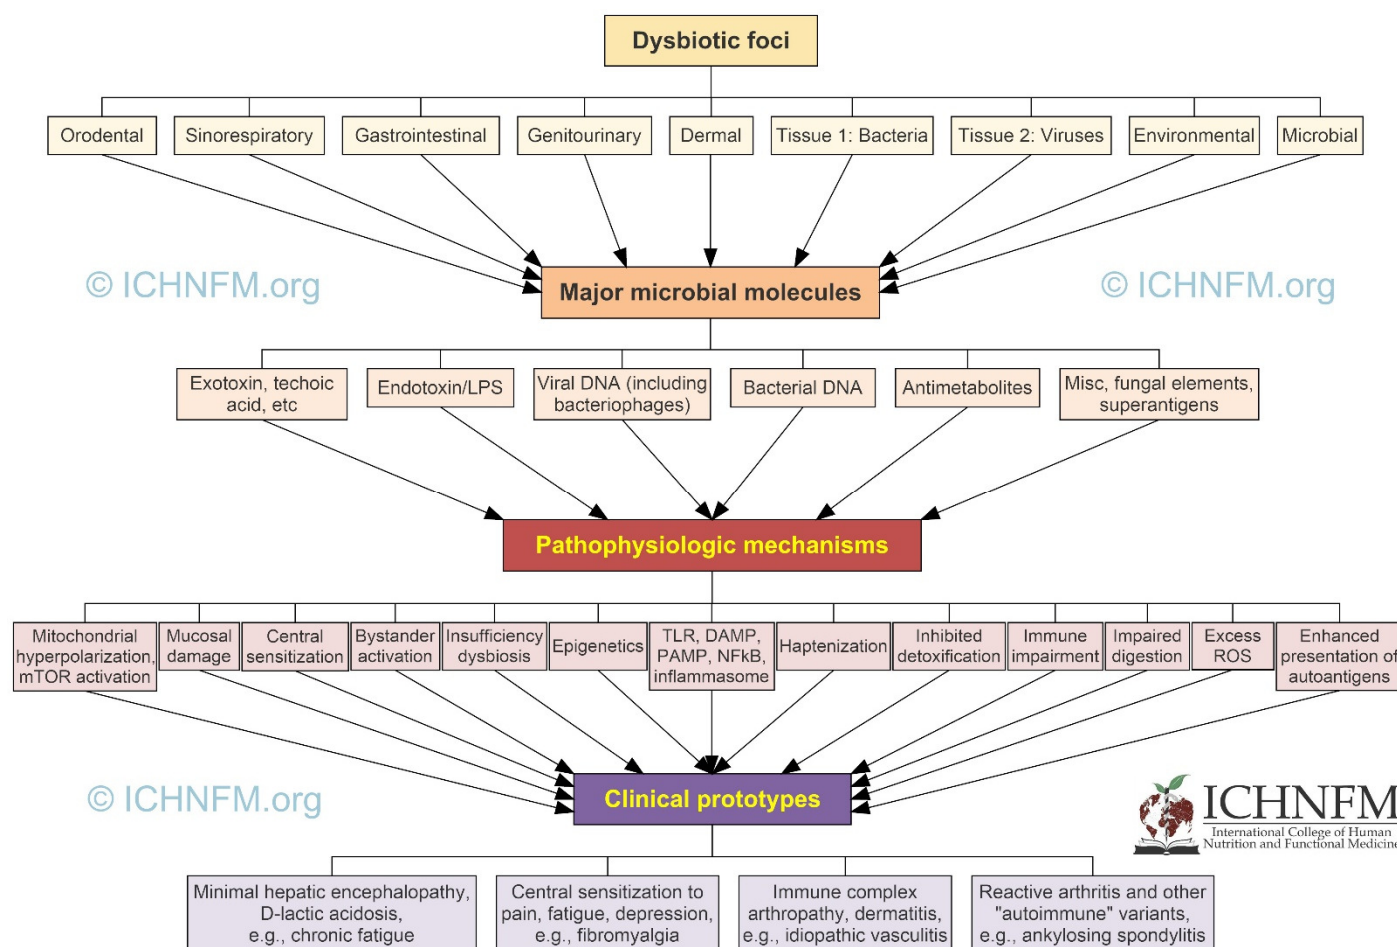 Dysbiotic foci
Orodental
Sinorespiratory
Gastrointestinal
Genitourinary
Dermal
Tissue 1: Bacteria
Tissue 2: Viruses
Environmental
Microbial
© ICHNFM.org
© ICHNFM.org
Major microbial molecules
Exotoxin, techoic
acid, etc
Endotoxin/LPS
Viral DNA (including
bacteriophages)
Bacterial DNA
Antimetabolites
Misc, fungal elements,
superantigens
Pathophysiologic mechanisms
Mitochondrial
hyperpolarization,
mTOR activation
Mucosal
damage
Central
sensitization
Bystander
activation
Insufficiency
dysbiosis
Epigenetics
TLR, DAMP,
PAMP, NFkB,
inflammasome
Haptenization
Inhibited
detoxification
Immune
impairment
Impaired
digestion
Excess
ROS
Enhanced
presentation of
autoantigens
© ICHNFM.org
Clinical prototypes
ICHNFM
International College of Human
Nutrition and Functional Medicine
Minimal hepatic encephalopathy,
D-lactic acidosis,
e.g., chronic fatigue
Central sensitization to
pain, fatigue, depression,
e.g., fibromyalgia
Immune complex
arthropathy, dermatitis,
e.g., idiopathic vasculitis
Reactive arthritis and other
"autoimmune" variants,
e.g., ankylosing spondylitis